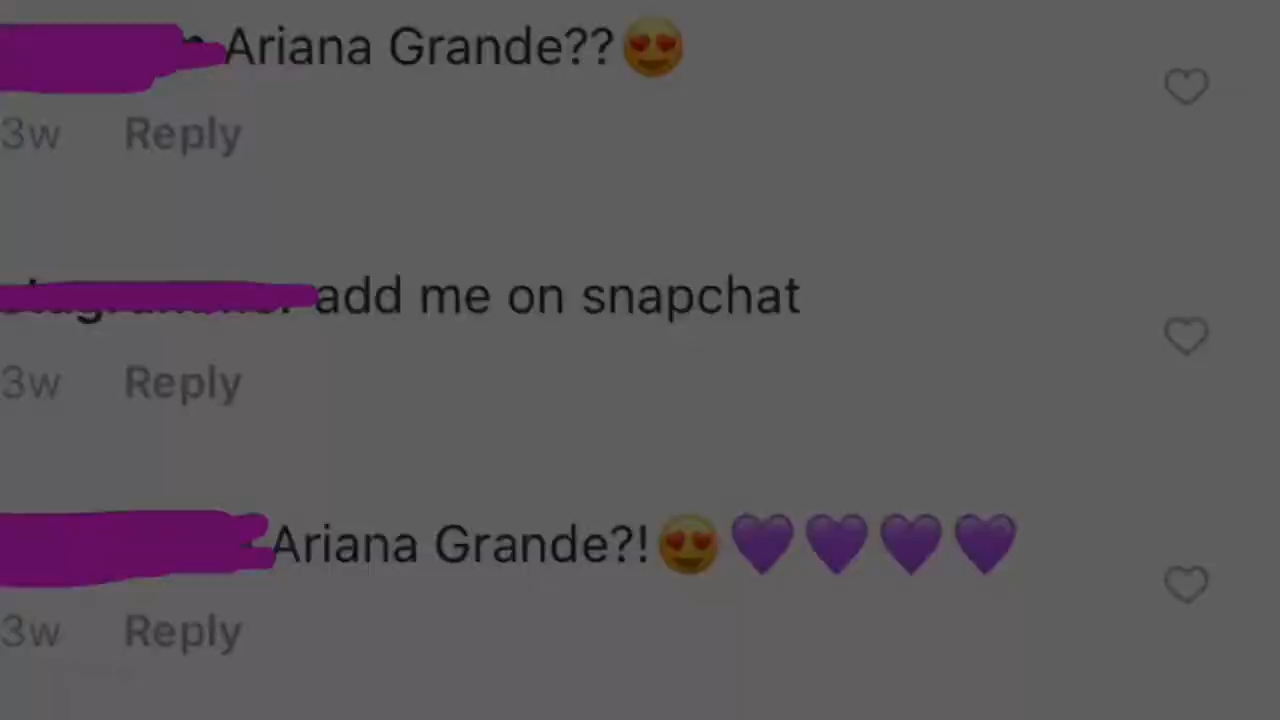 Ariana Grande??😍
3w Reply
add me on snapchat
3w Reply
Ariana Grande?!😍💜💜💜💜
3w Reply